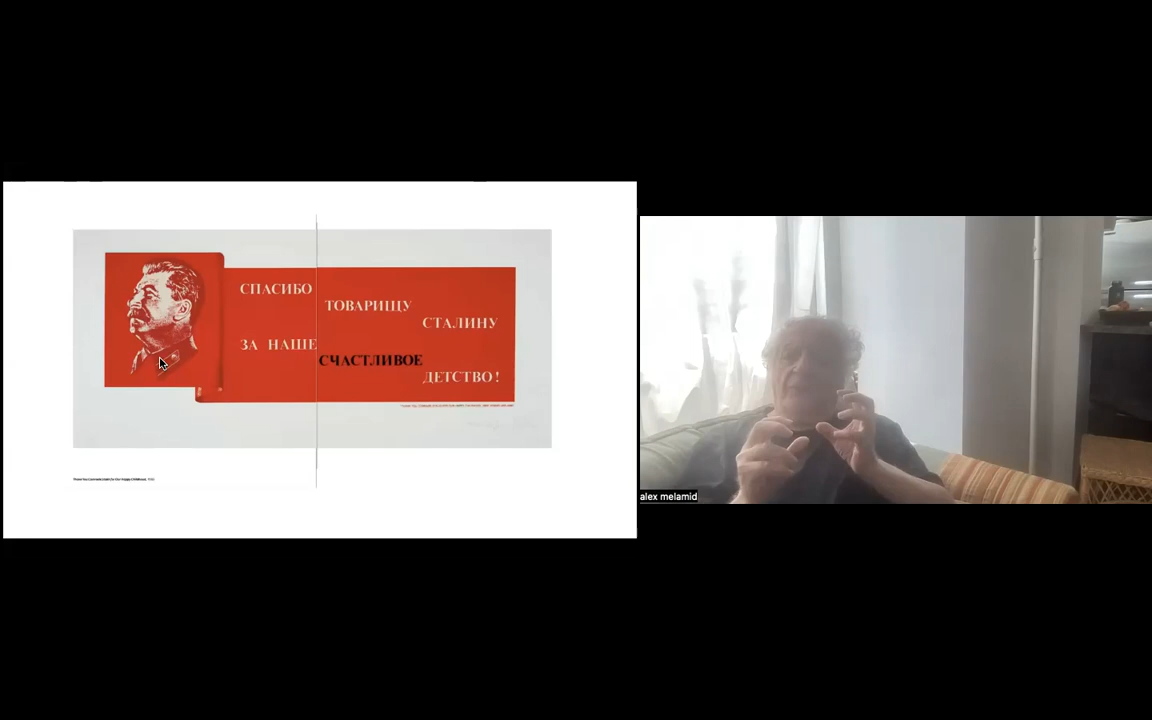 СПАСИБО
ТОВАРИЩУ
СТАЛИНУ
ЗА НАШЕ
СЧАСТЛИВОЕ
ДЕТСТВО!
alex melamid